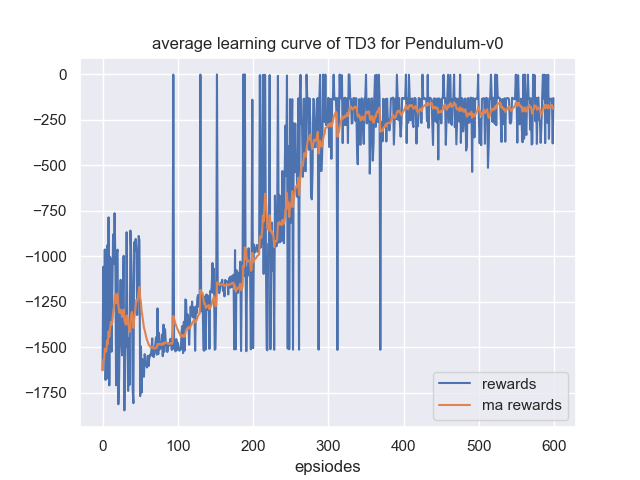 average learning curve of TD3 for Pendulum-v0
0
−250
−500
−750
−1000
−1250
−1500
−1750
rewards
ma rewards
0 100 200 300 400 500 600
epsiodes